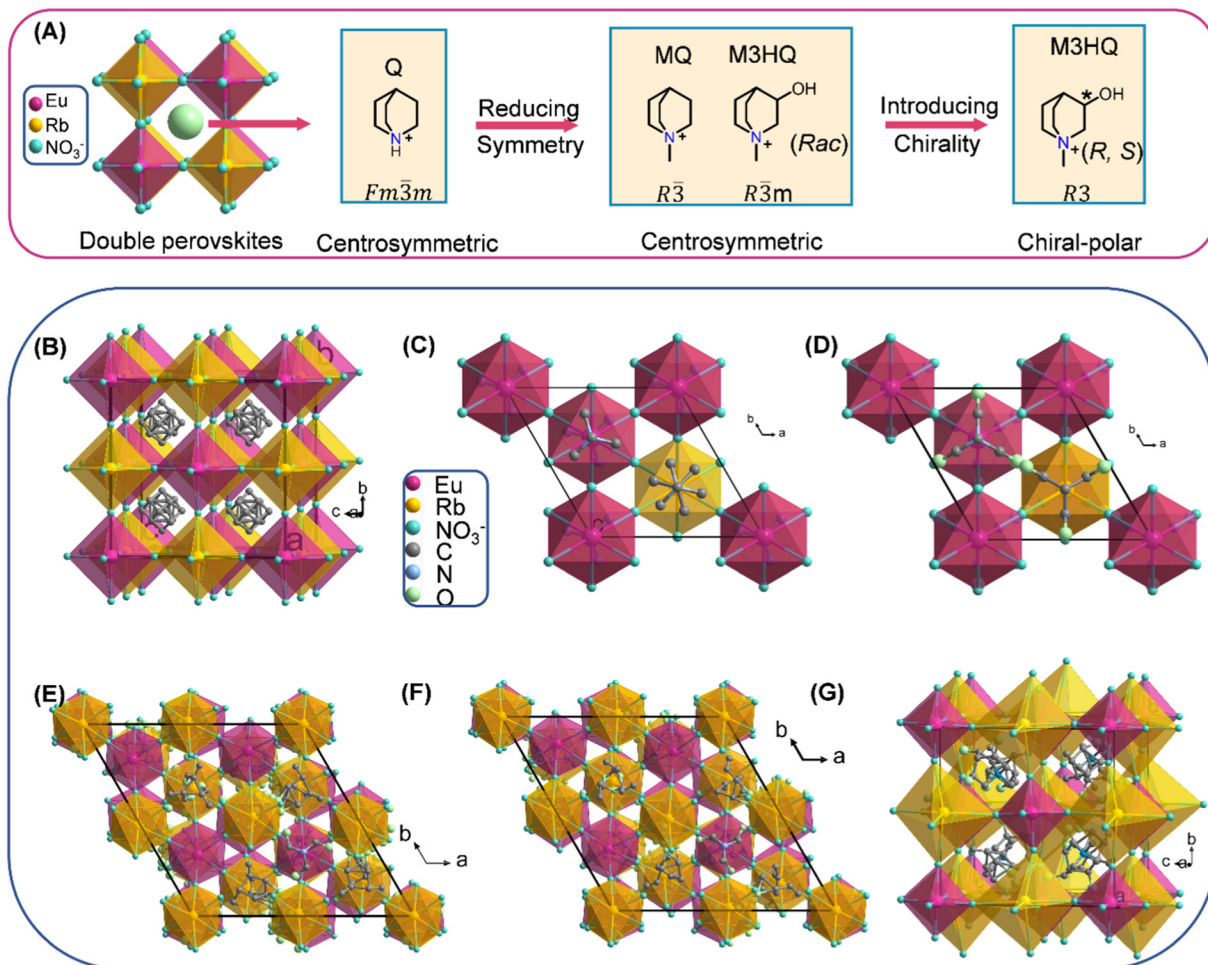 (A)
Eu
Rb
NO₃⁻
Double perovskites
Q
N
H
+
Fm3̅m
Centrosymmetric
Reducing
Symmetry
MQ
M3HQ
N
+
OH
N
+
(Rac)
R3̅
R3̅m
Centrosymmetric
Introducing
Chirality
M3HQ
*
OH
N
+
(R, S)
R3
Chiral-polar
(B)
b
a
b
c a
(C)
b
a
c
(D)
b
a
Eu
Rb
NO₃⁻
C
N
O
(E)
b
a
(F)
b
a
(G)
b
c a
a